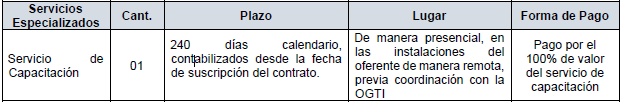 Servicios Especializados
Cant.
Plazo
Lugar
Forma de Pago
Servicio de
Capacitación
01
240 días calendario,
contabilizados desde la fecha
de suscripción del contrato.
De manera presencial, en
las instalaciones del
oferente de manera remota,
previa coordinación con la
OGTI
Pago por el
100% de valor
del servicio de
capacitación